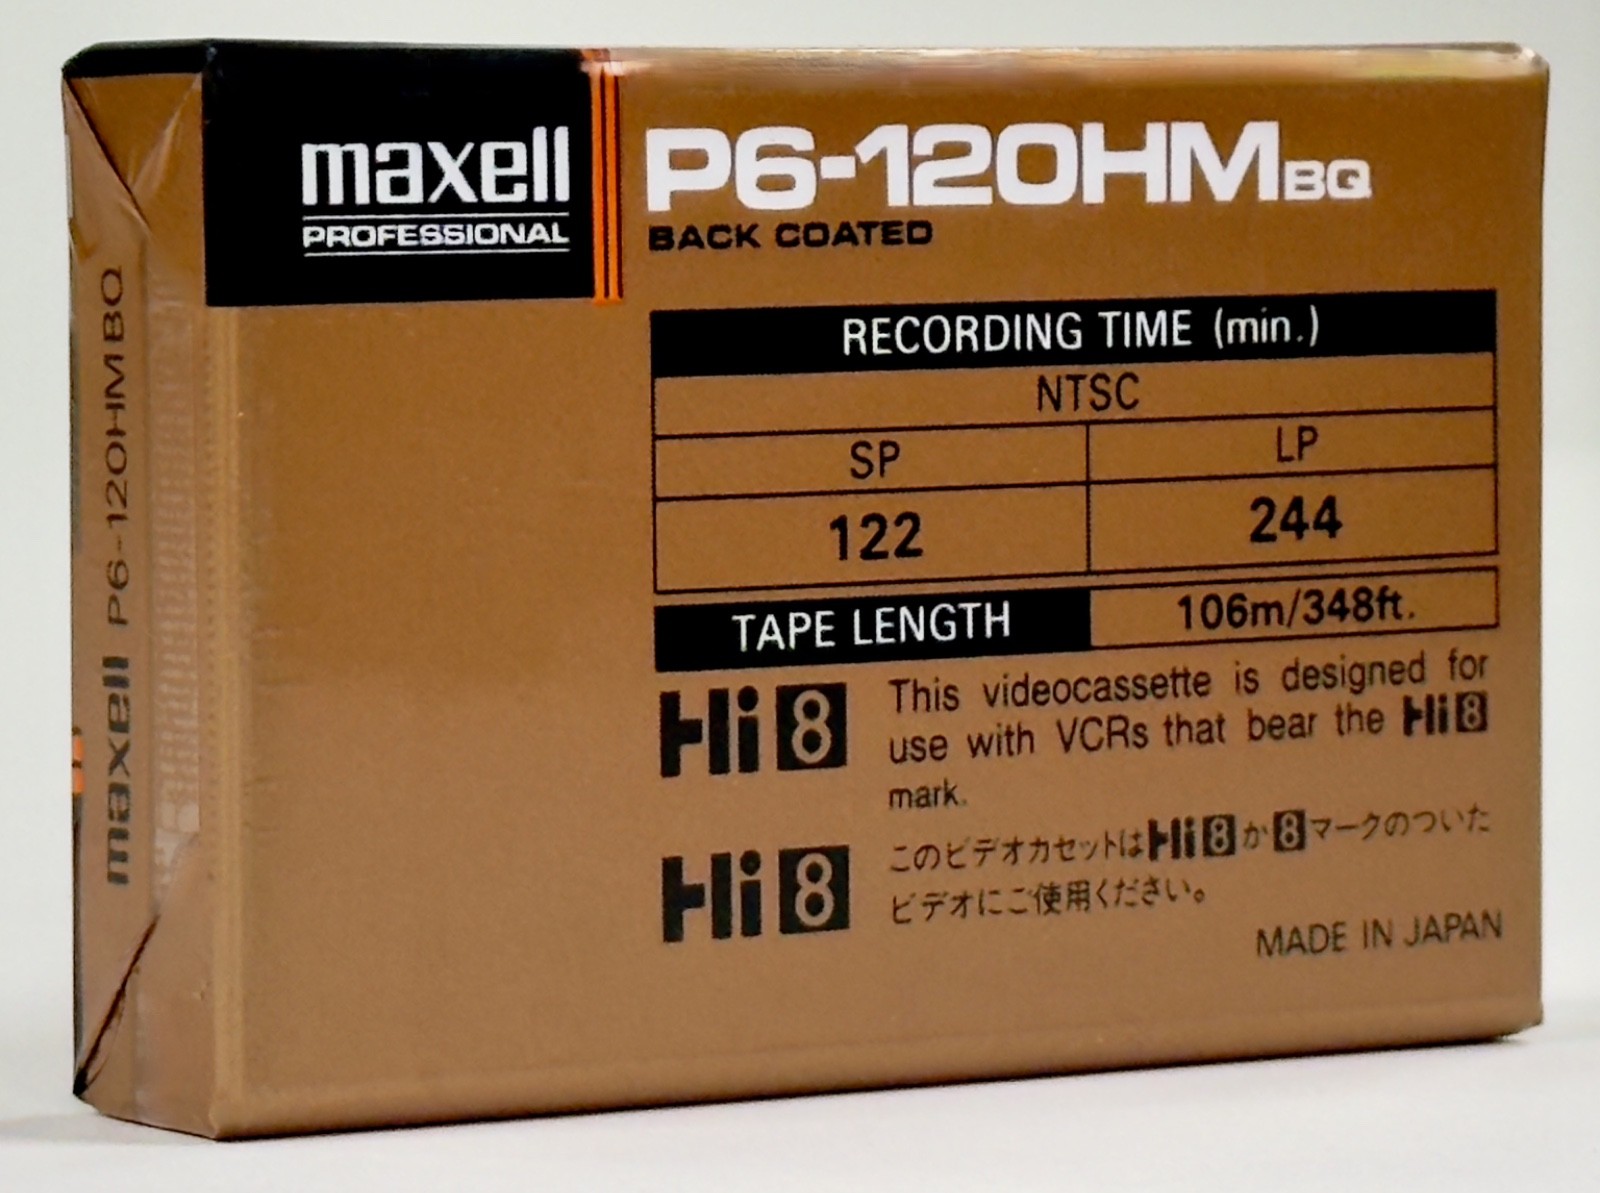 maxell
PROFESSIONAL
P6-120HMBQ
BACK COATED
RECORDING TIME (min.)
NTSC
SP LP
122 244
TAPE LENGTH 106m/348ft.
Hi8 This videocassette is designed for
use with VCRs that bear the Hi8
mark.
Hi8 このビデオカセットはHi8か8マークのついた
ビデオにご使用ください。
MADE IN JAPAN
maxell P6-120HMBQ